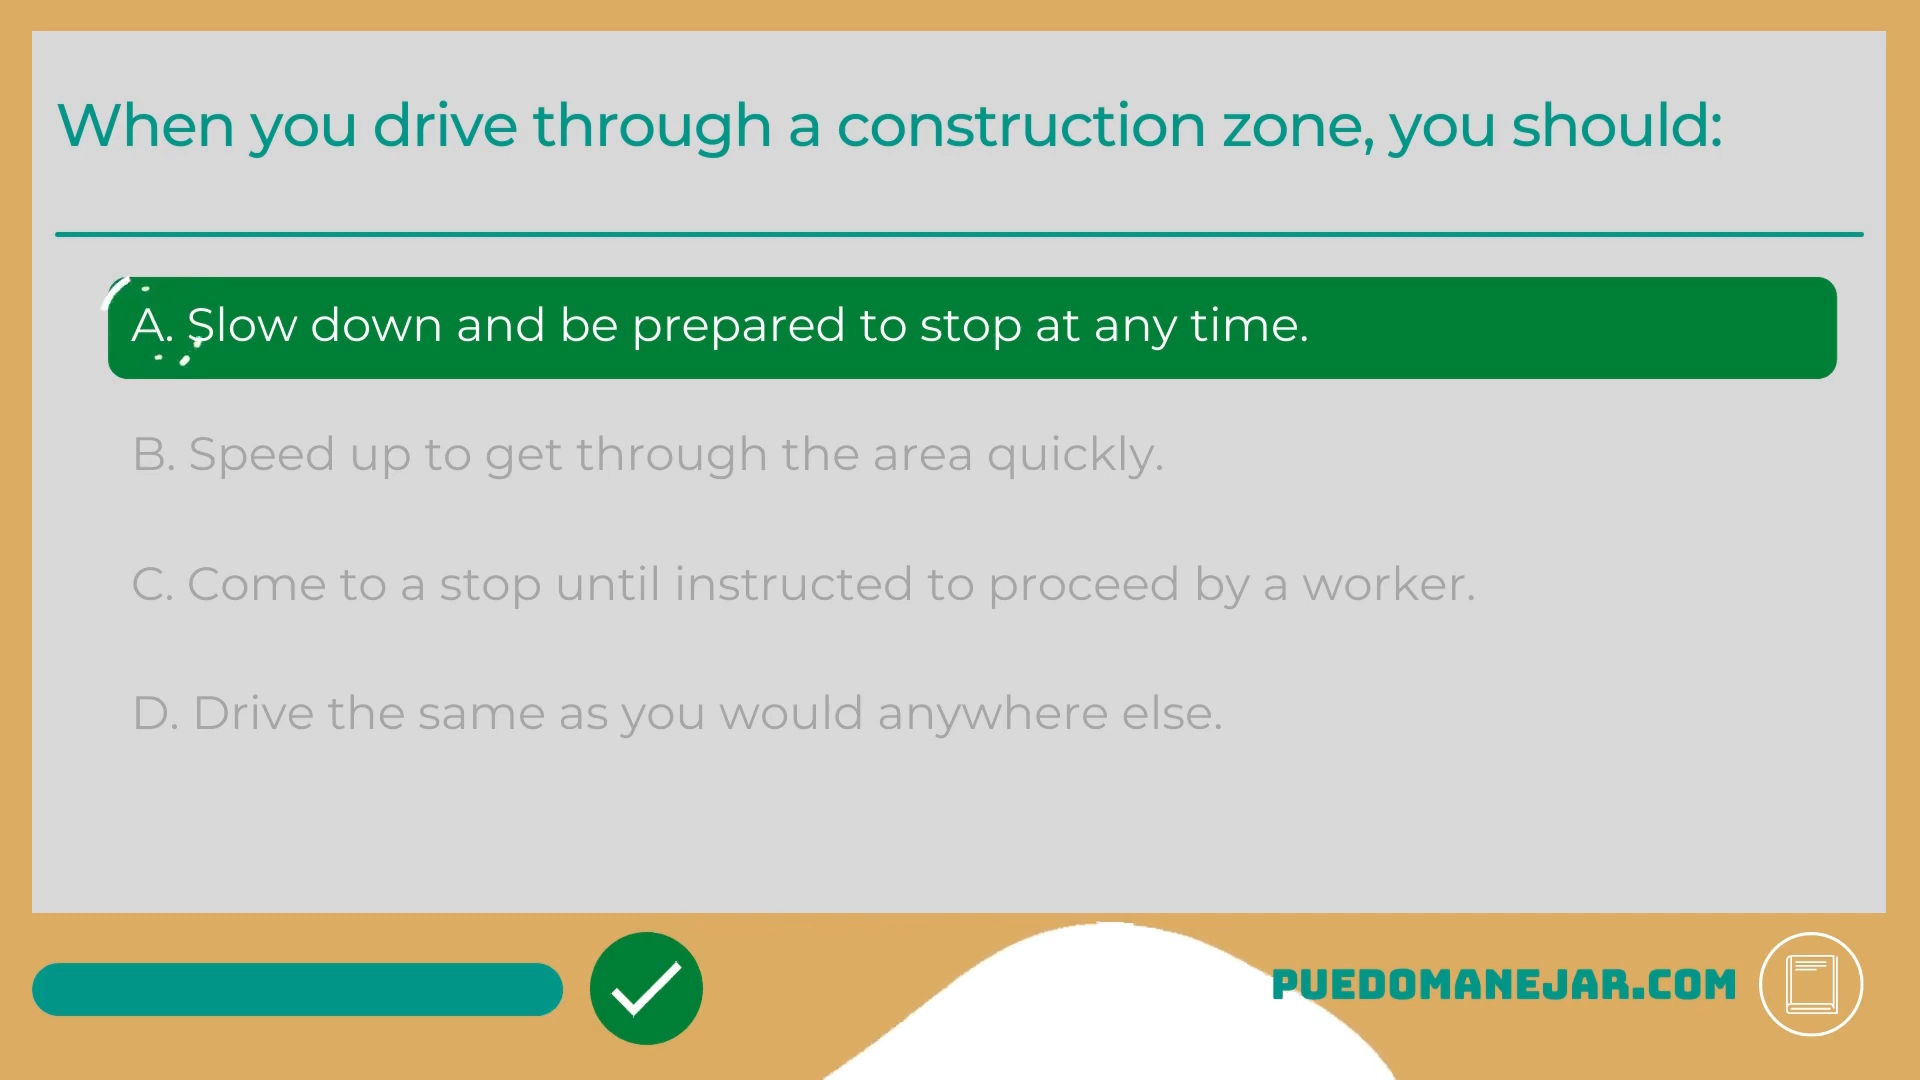 When you drive through a construction zone, you should:
A. Slow down and be prepared to stop at any time.
B. Speed up to get through the area quickly.
C. Come to a stop until instructed to proceed by a worker.
D. Drive the same as you would anywhere else.
PUEDOMANEJAR.COM